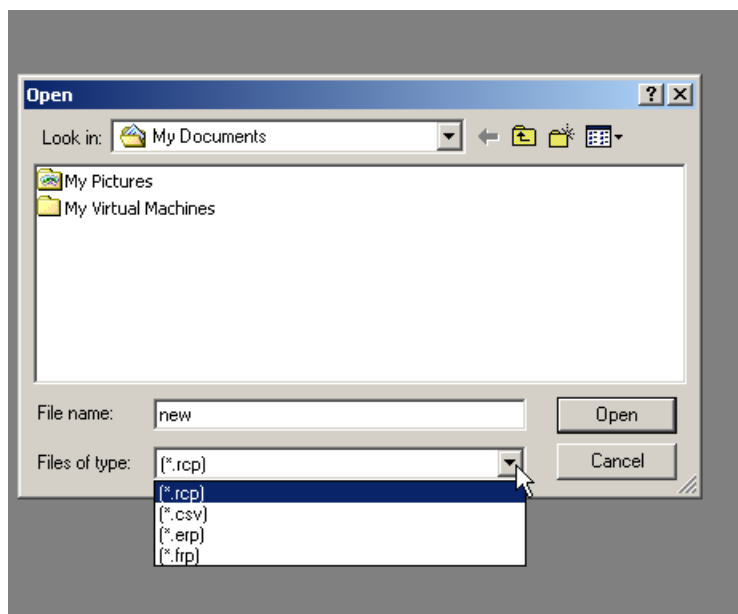 Open
Look in: My Documents
My Pictures
My Virtual Machines
File name: new Open
Files of type: (*.rcp) Cancel
(*.rcp)
(*.csv)
(*.erp)
(*.frp)